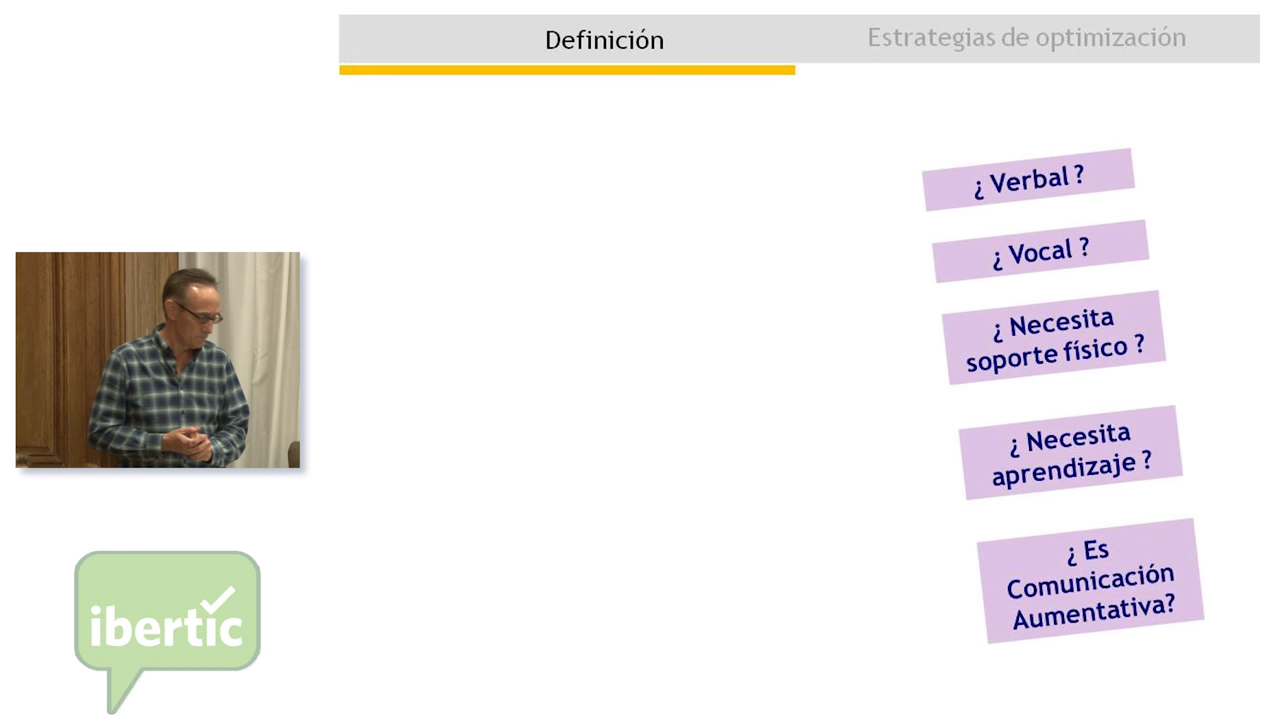 Definición
Estrategias de optimización
¿ Verbal ?
¿ Vocal ?
¿ Necesita
soporte físico ?
¿ Necesita
aprendizaje ?
¿ Es
Comunicación
Aumentativa?
ibertic